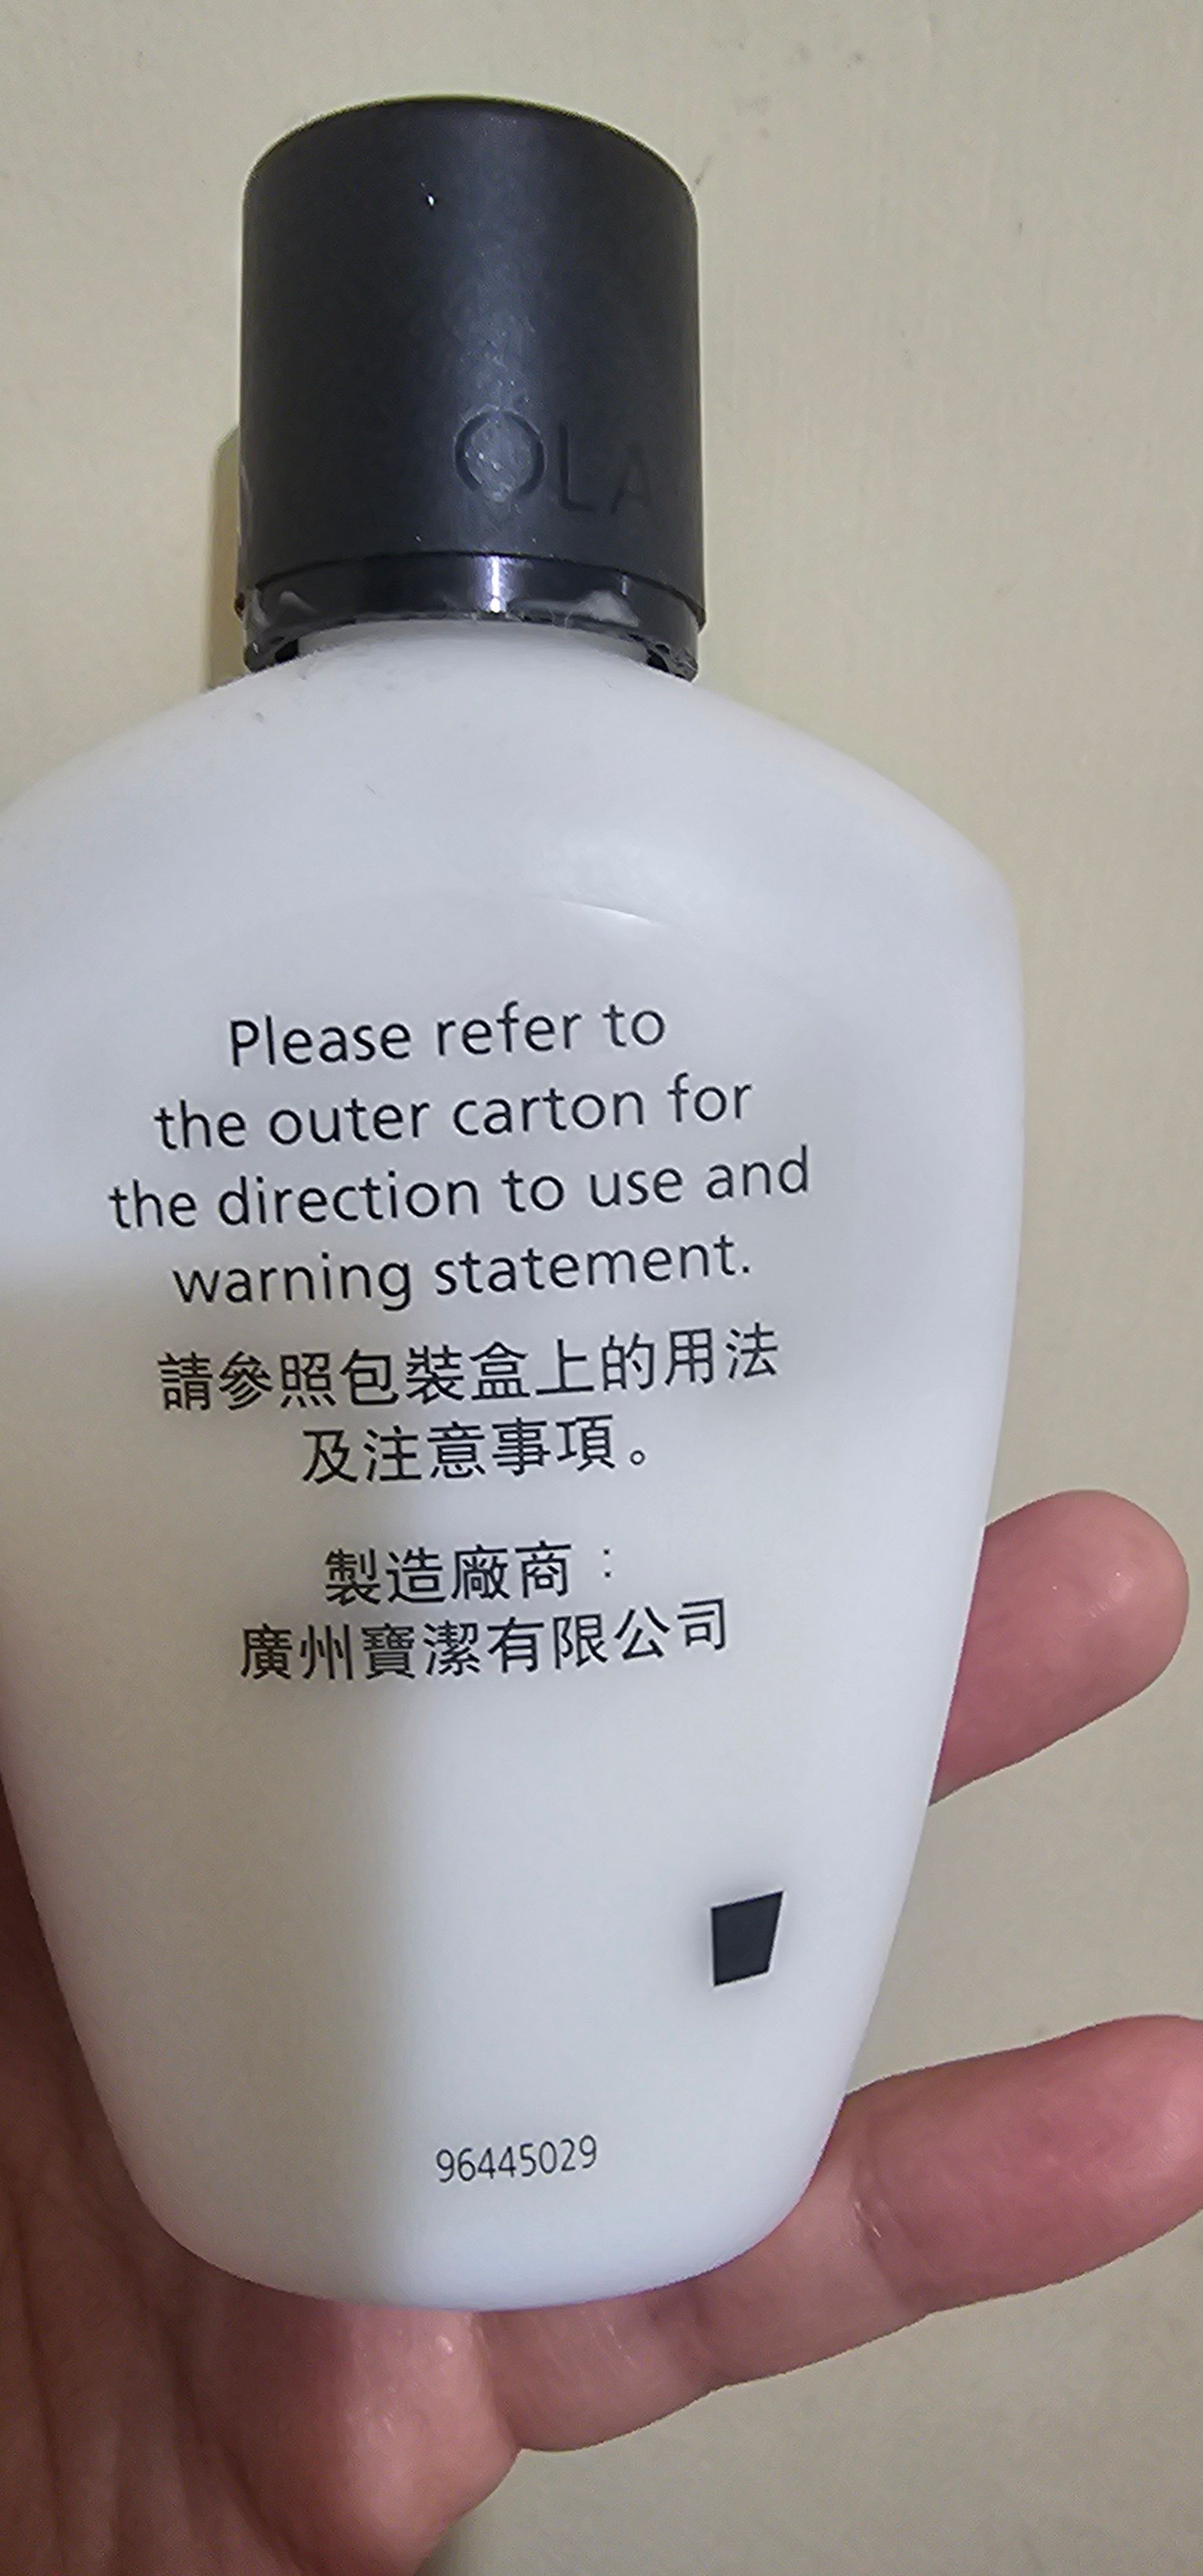 OLA
Please refer to
the outer carton for
the direction to use and
warning statement.
請參照包裝盒上的用法
及注意事項。
製造廠商：
廣州寶潔有限公司
96445029